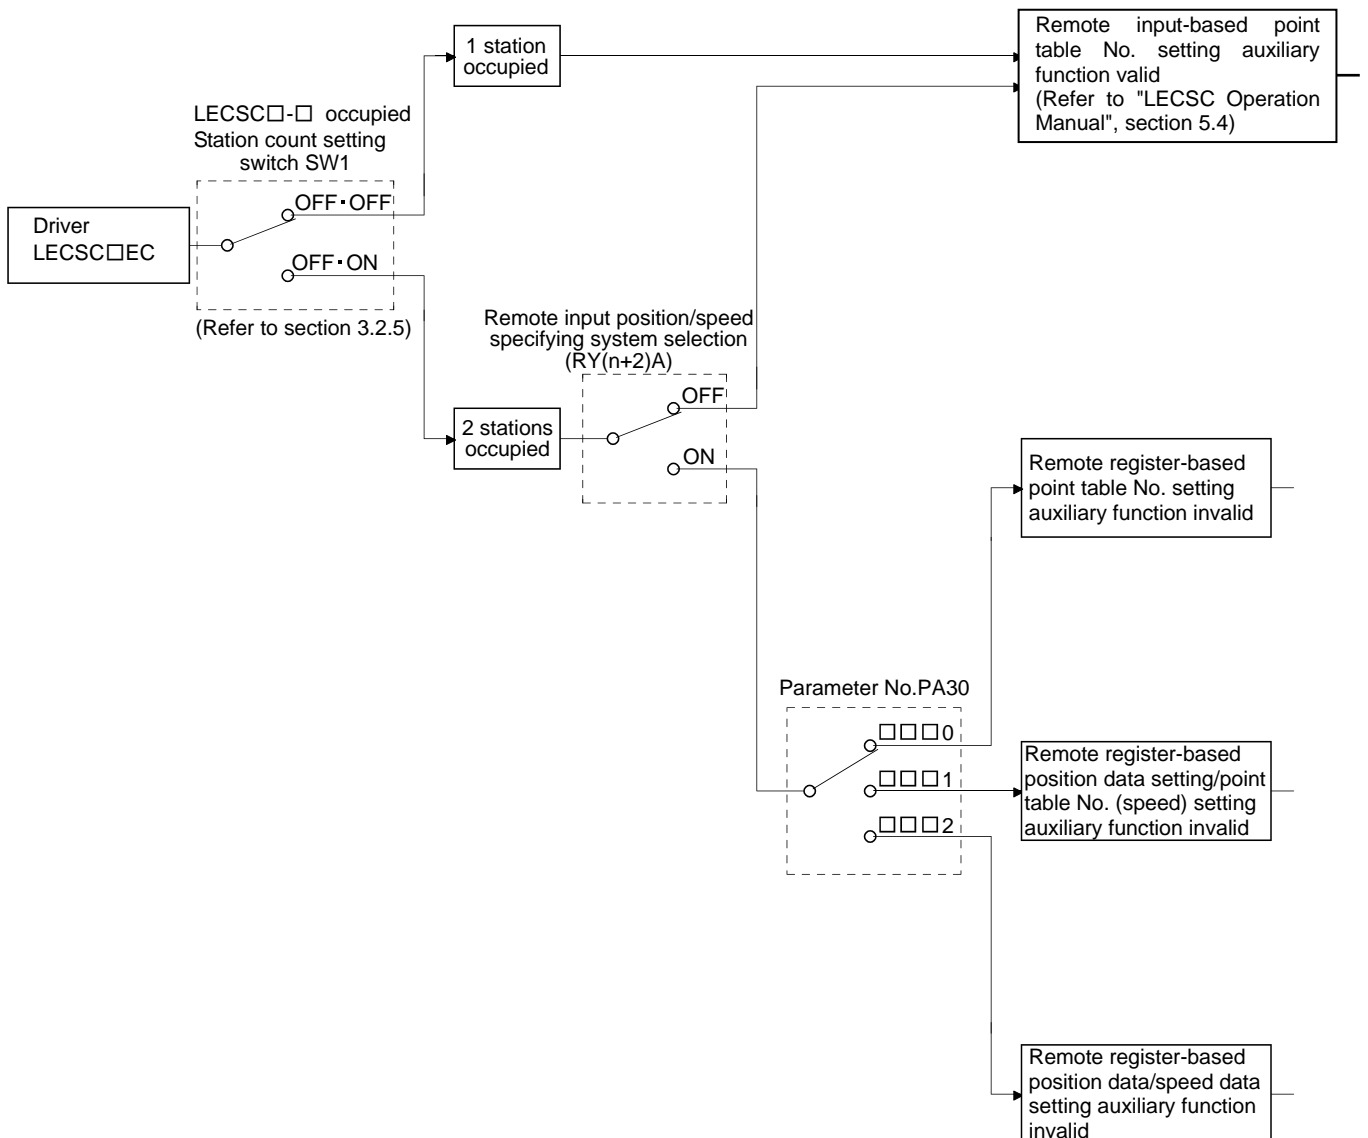 1 station
occupied
Remote input-based point
table No. setting auxiliary
function valid
(Refer to "LECSC Operation
Manual", section 5.4)
LECSC□-□ occupied
Station count setting
switch SW1
OFF・OFF
Driver
LECSC□EC
OFF・ON
(Refer to section 3.2.5)
Remote input position/speed
specifying system selection
(RY(n+2)A)
OFF
2 stations
occupied
ON
Remote register-based
point table No. setting
auxiliary function invalid
Parameter No.PA30
□□□0
□□□1
□□□2
Remote register-based
position data setting/point
table No. (speed) setting
auxiliary function invalid
Remote register-based
position data/speed data
setting auxiliary function
invalid